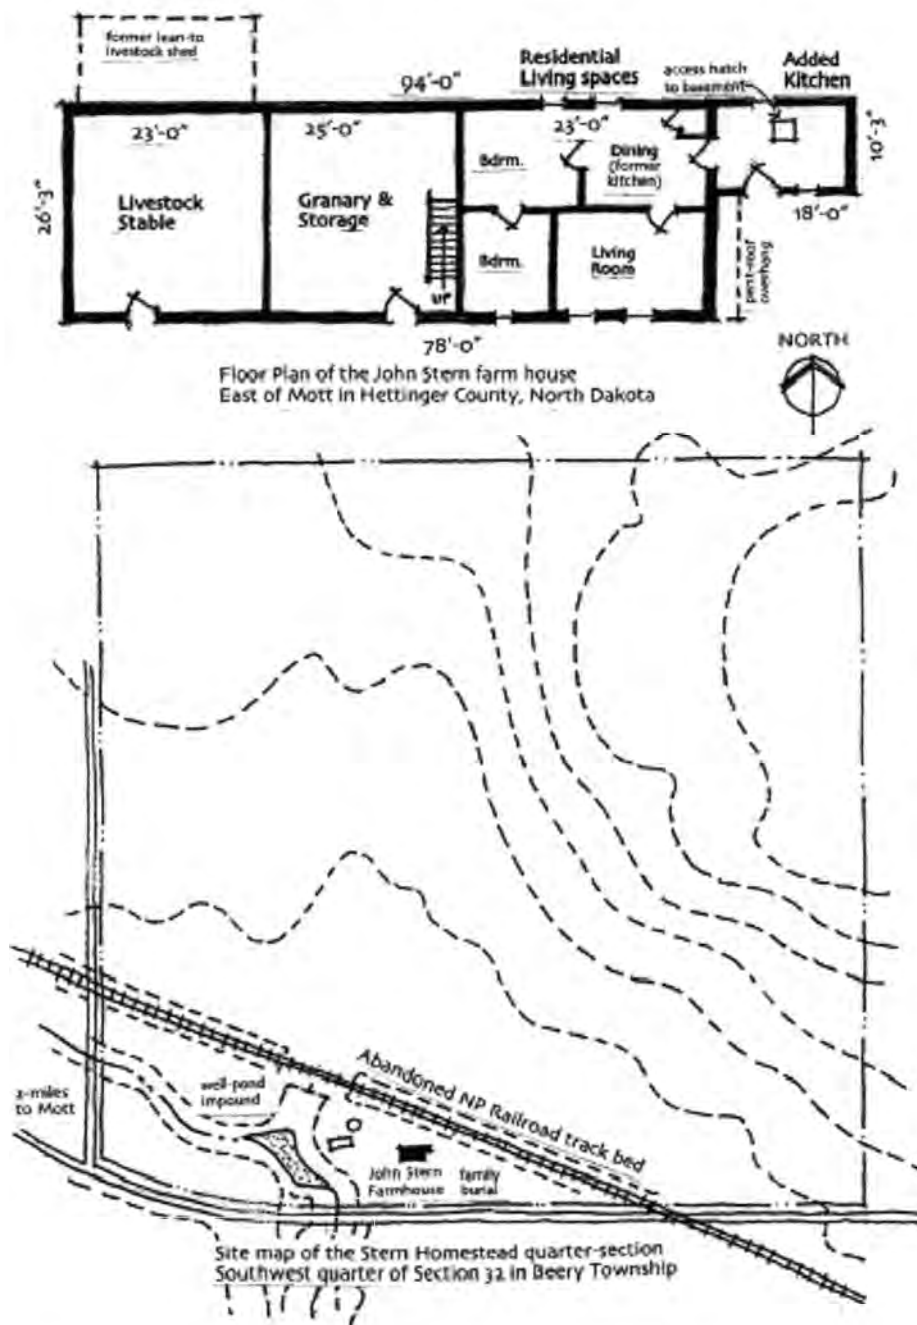 former lean-to
livestock shed
94'-0"
Residential
Living spaces
access hatch
to basement
Added
Kitchen
23'-0"
25'-0"
23'-0"
10'-3"
26'-3"
Livestock
Stable
Granary &
Storage
Bdrm.
Dining
(former
kitchen)
18'-0"
UP
Bdrm.
Living
Room
pent-roof
overhang
78'-0"
NORTH
Floor Plan of the John Stern farm house
East of Mott in Hettinger County, North Dakota
Abandoned NP Railroad track bed
2-miles
to Mott
well-pond
impound
John Stern
Farmhouse
family
burial
Site map of the Stern Homestead quarter-section
Southwest quarter of Section 32 in Beery Township